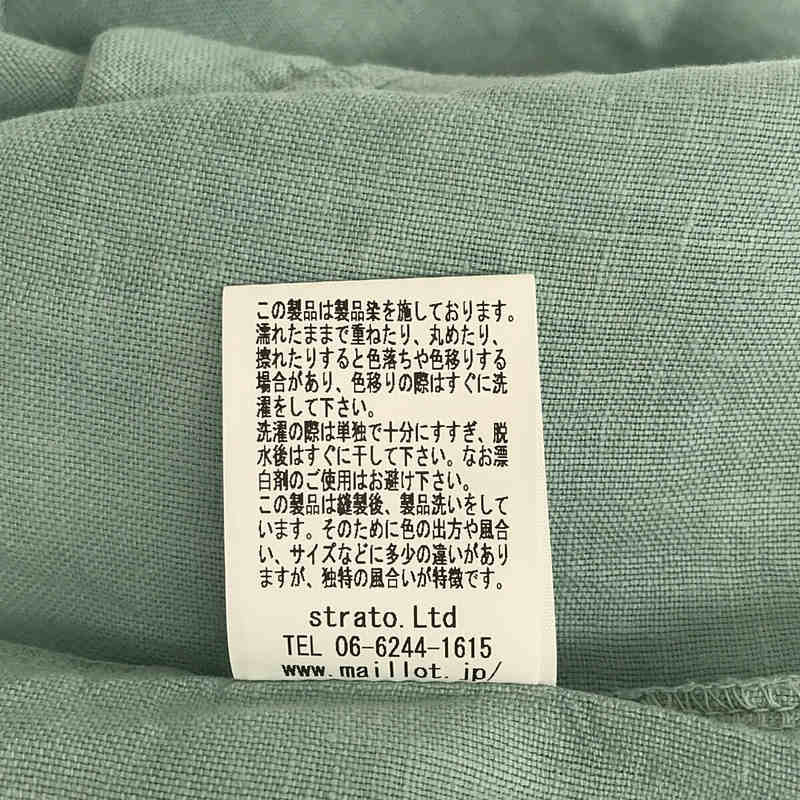 この製品は製品染を施しております。
濡れたままで重ねたり、丸めたり、
擦れたりすると色落ちや色移りする
場合があり、色移りの際はすぐに洗
濯をして下さい。
洗濯の際は単独で十分にすすぎ、脱
水後はすぐに干して下さい。なお漂
白剤のご使用はお避け下さい。
この製品は縫製後、製品洗いをして
います。そのために色の出方や風合
い、サイズなどに多少の違いがあり
ますが、独特の風合いが特徴です。
strato.Ltd
TEL 06-6244-1615
www.maillot.jp/